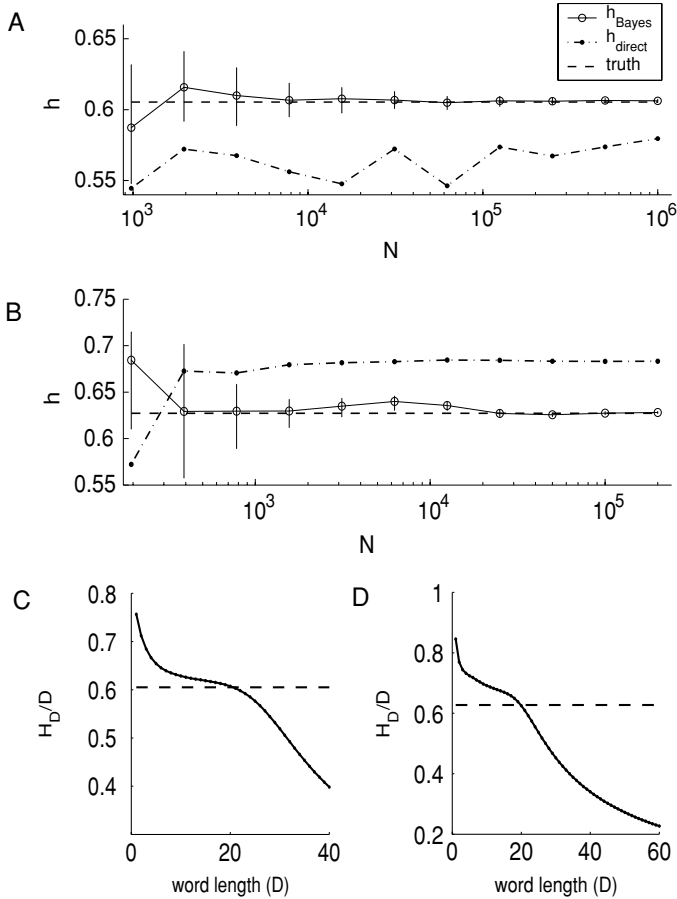 A
h_Bayes
h_direct
truth
h
0.65
0.6
0.55
10^3 10^4 10^5 10^6
N
B
h
0.75
0.7
0.65
0.6
0.55
10^3 10^4 10^5
N
C
H_D/D
0.8
0.7
0.6
0.5
0.4
0 20 40
word length (D)
D
H_D/D
1
0.8
0.6
0.4
0.2
0 20 40 60
word length (D)